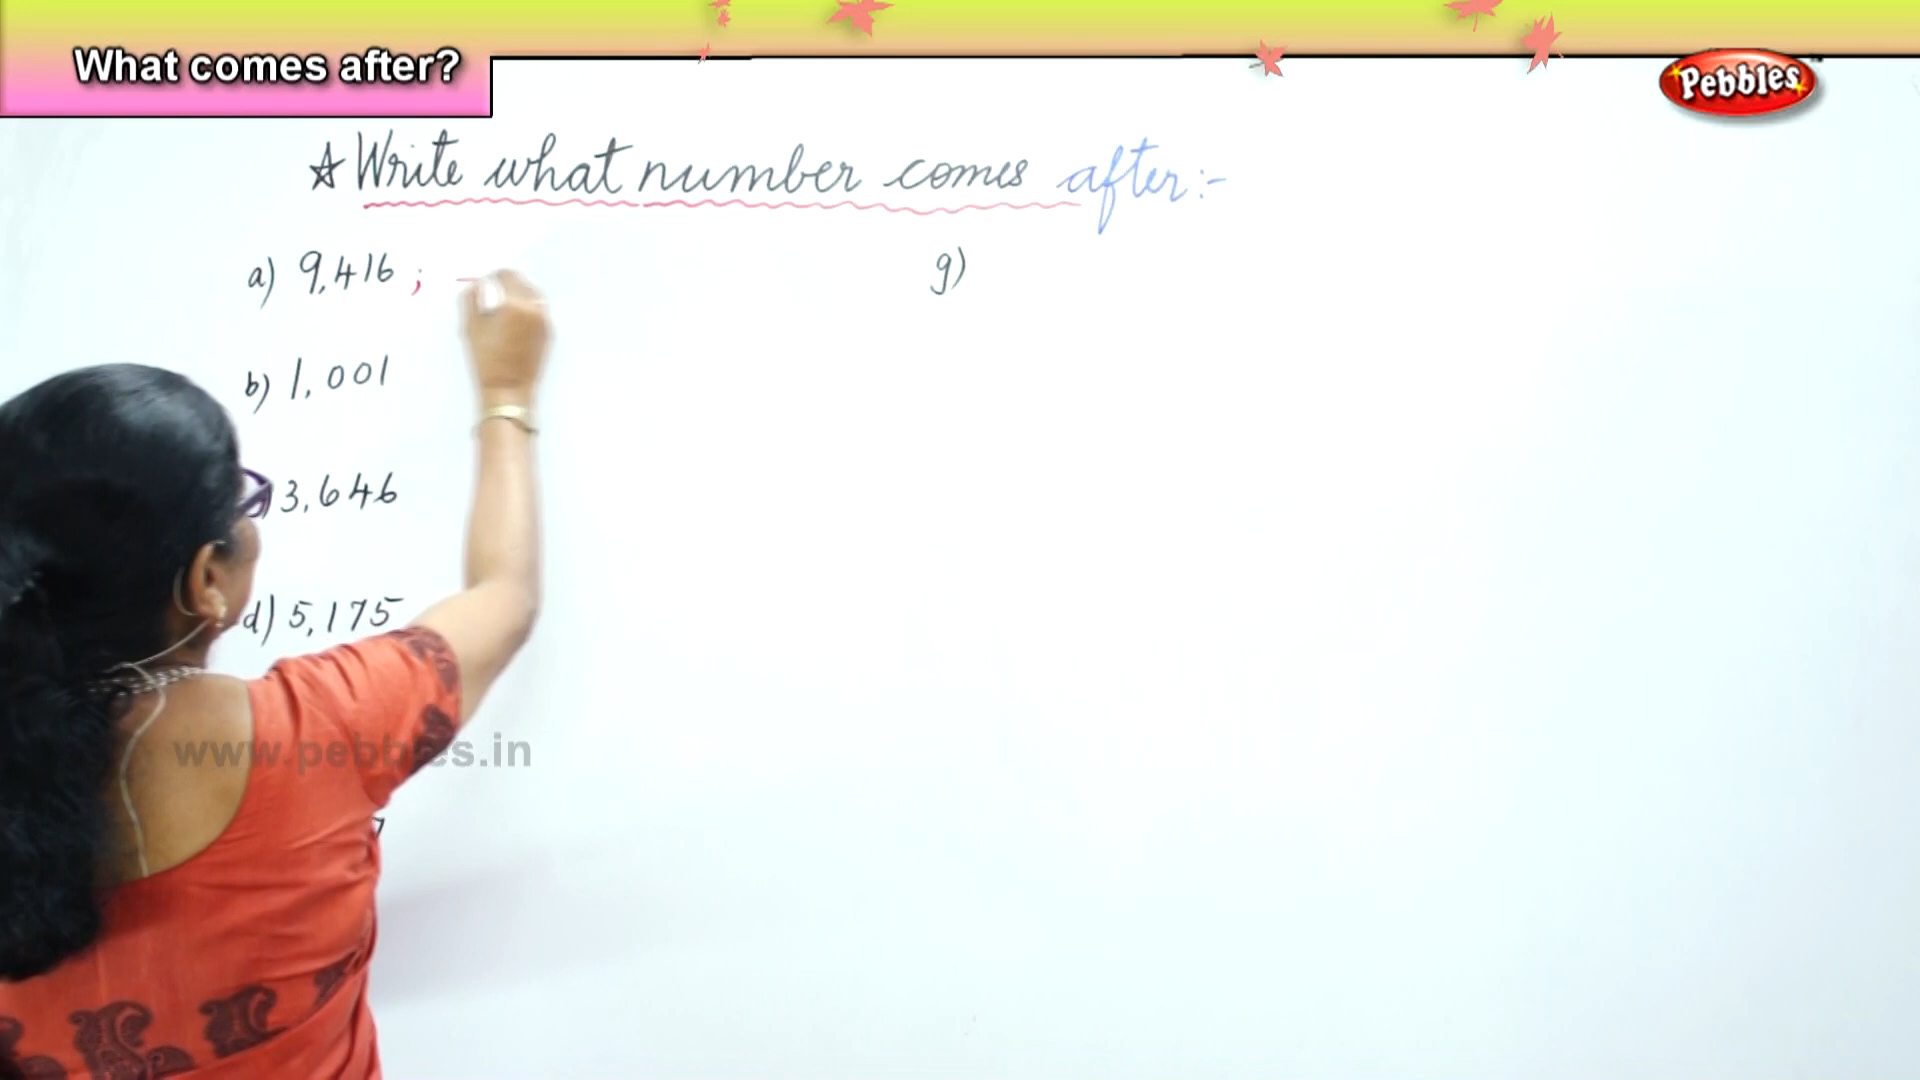 What comes after?
Pebbles
☆ Write what number comes after:-
a) 9,416 ;
g)
b) 1,001
3,646
d) 5,175
www.pebbles.in
7